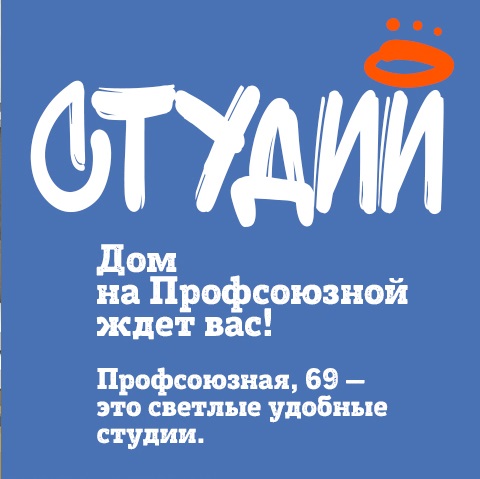 СТУДИИ
Дом
на Профсоюзной
ждет вас!
Профсоюзная, 69 —
это светлые удобные
студии.